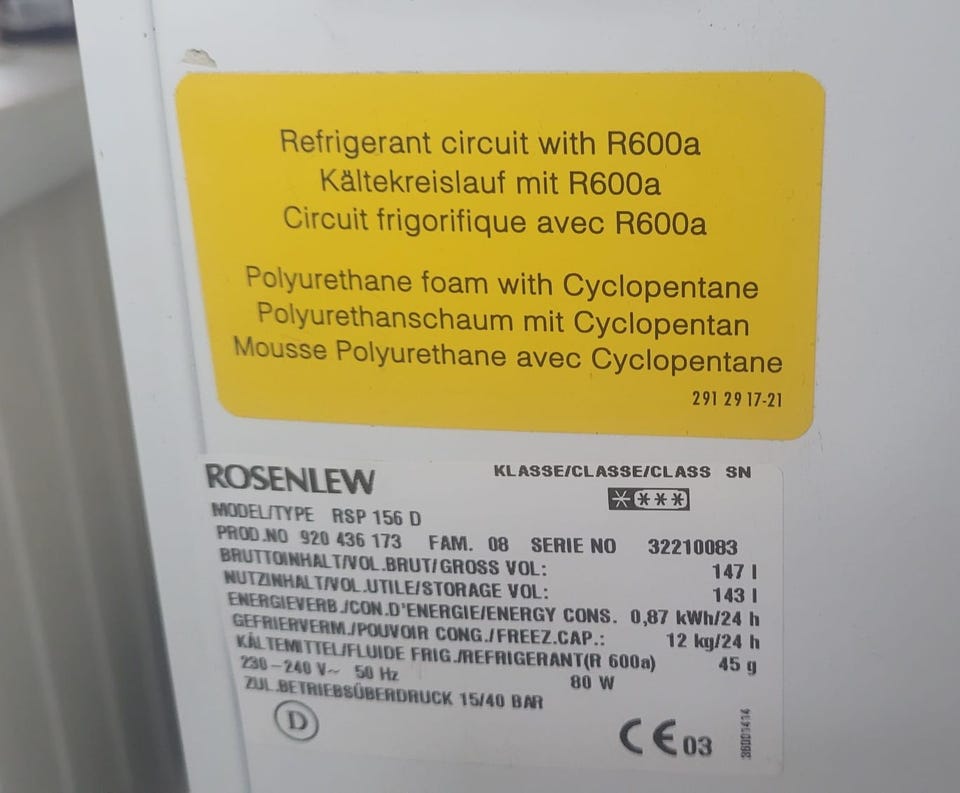 Refrigerant circuit with R600a
Kältekreislauf mit R600a
Circuit frigorifique avec R600a
Polyurethane foam with Cyclopentane
Polyurethanschaum mit Cyclopentan
Mousse Polyurethane avec Cyclopentane
291 29 17-21
ROSENLEW KLASSE/CLASSE/CLASS SN
MODEL/TYPE RSP 156 D
PROD.NO 920 436 173 FAM. 08 SERIE NO 32210083
BRUTTOINHALT/VOL.BRUT/GROSS VOL: 147 l
NUTZINHALT/VOL.UTILE/STORAGE VOL: 143 l
ENERGIEVERB./CON.D'ENERGIE/ENERGY CONS. 0,87 kWh/24 h
GEFRIERVERM./POUVOIR CONG./FREEZ.CAP.: 12 kg/24 h
KÄLTEMITTEL/FLUIDE FRIG./REFRIGERANT(R 600a) 45 g
230-240 V~ 50 Hz 80 W
ZUL.BETRIEBSÜBERDRUCK 15/40 BAR
D
CE 03
36001414